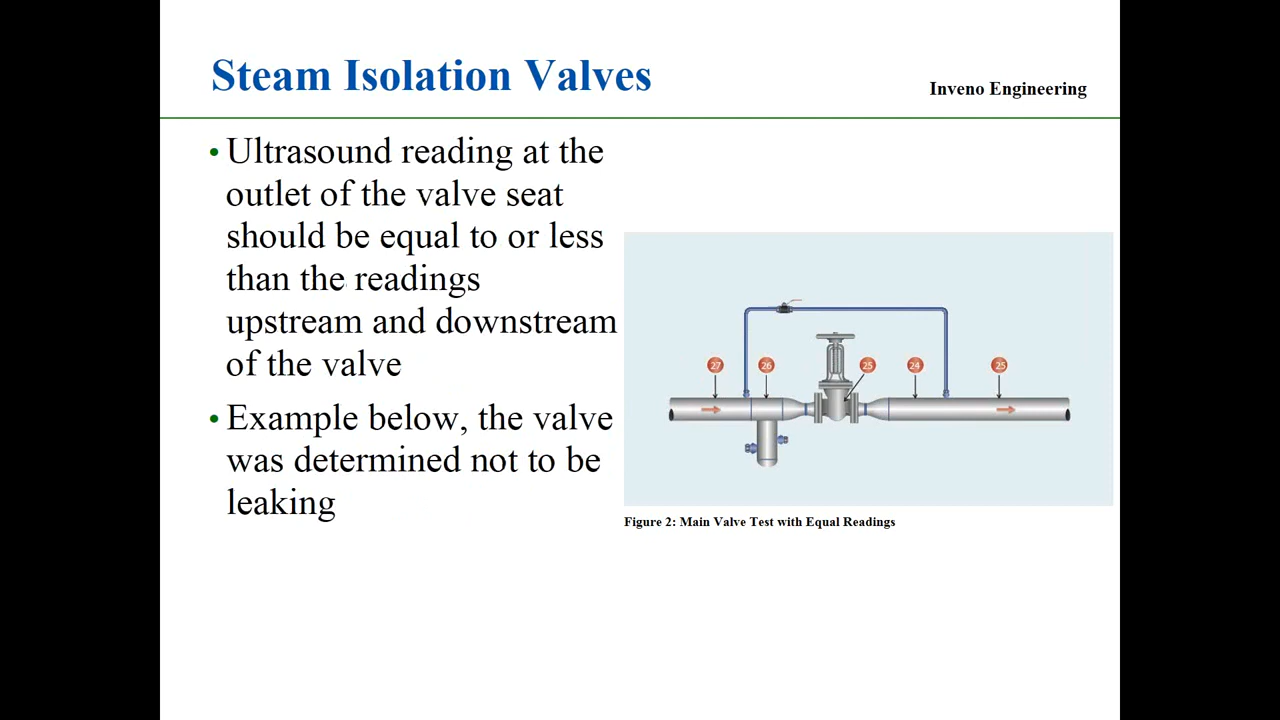 Steam Isolation Valves
Inveno Engineering
• Ultrasound reading at the
outlet of the valve seat
should be equal to or less
than the readings
upstream and downstream
of the valve
• Example below, the valve
was determined not to be
leaking
27 26 25 24 25
Figure 2: Main Valve Test with Equal Readings